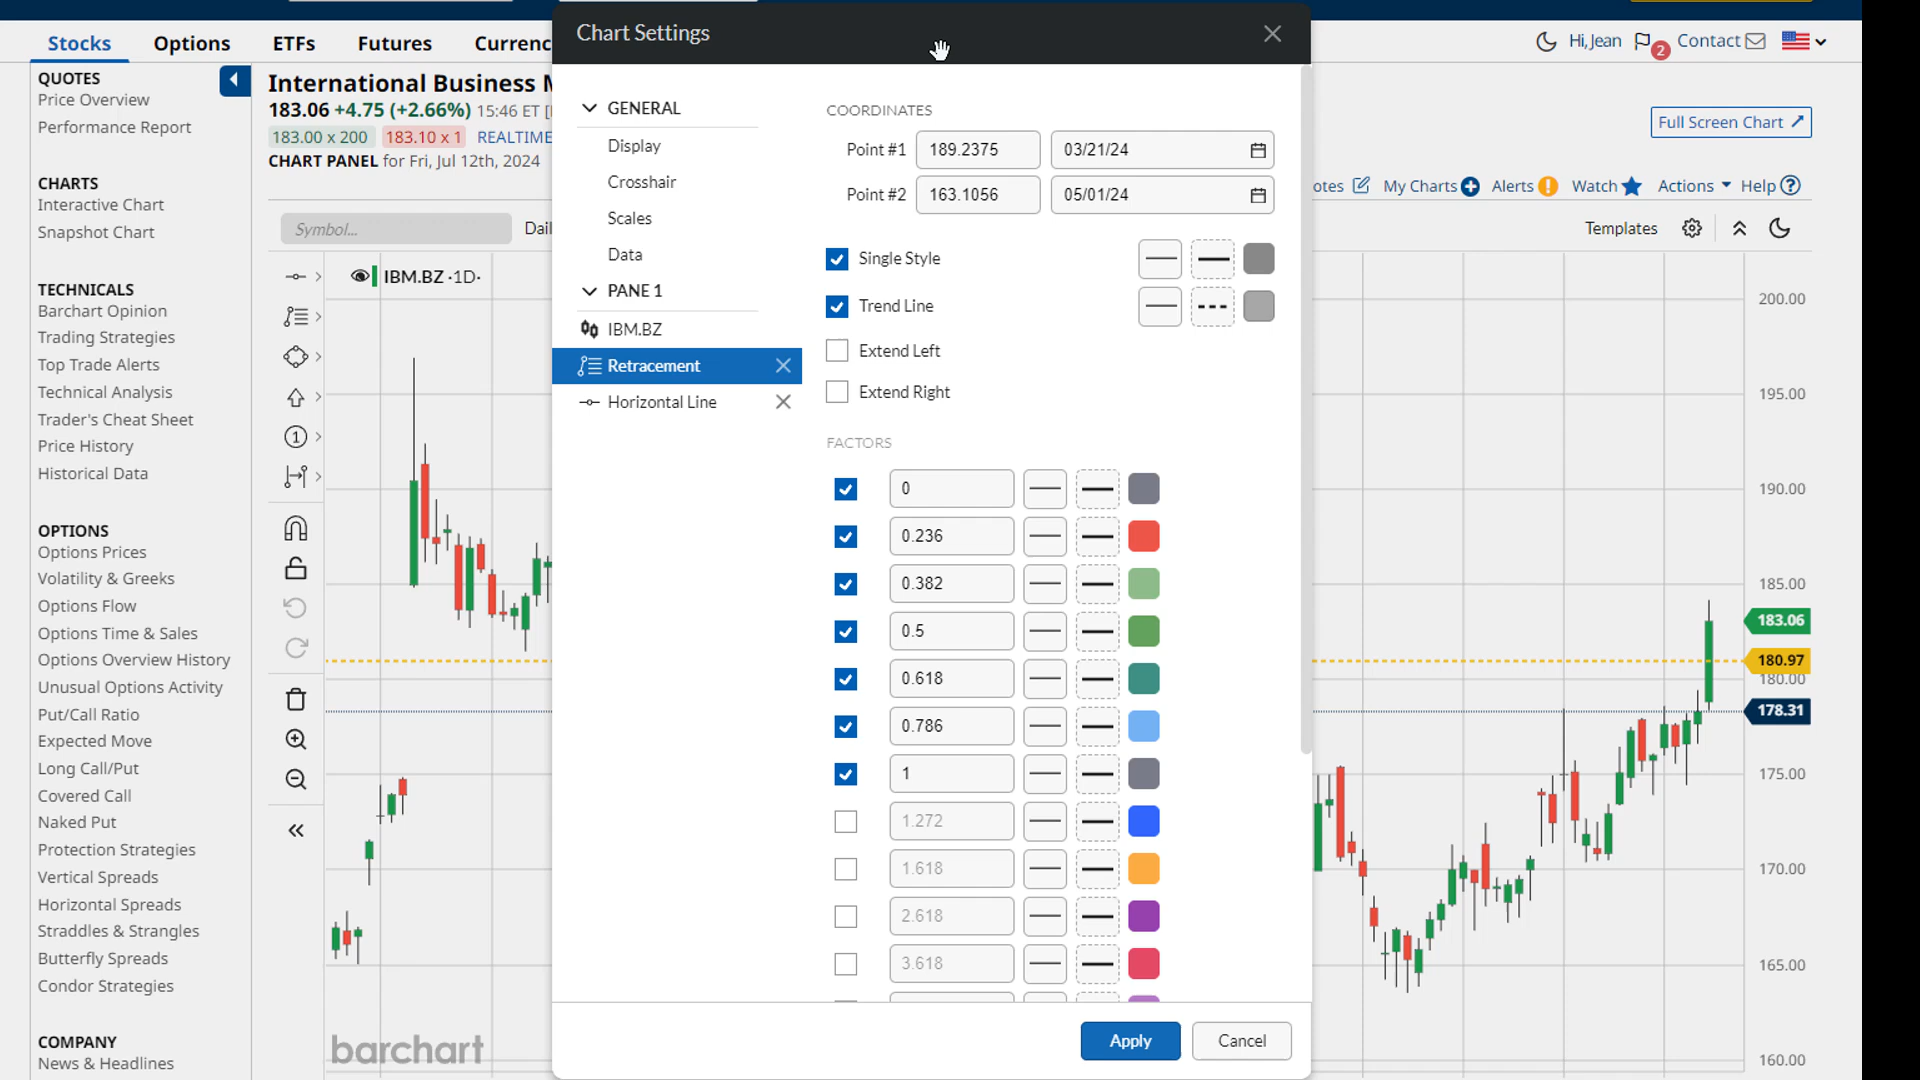 Stocks
Options
ETFs
Futures
Currenc
Hi, Jean
2
Contact
QUOTES
Price Overview
Performance Report
CHARTS
Interactive Chart
Snapshot Chart
TECHNICALS
Barchart Opinion
Trading Strategies
Top Trade Alerts
Technical Analysis
Trader's Cheat Sheet
Price History
Historical Data
OPTIONS
Options Prices
Volatility & Greeks
Options Flow
Options Time & Sales
Options Overview History
Unusual Options Activity
Put/Call Ratio
Expected Move
Long Call/Put
Covered Call
Naked Put
Protection Strategies
Vertical Spreads
Horizontal Spreads
Straddles & Strangles
Butterfly Spreads
Condor Strategies
COMPANY
News & Headlines
International Business M
183.06 +4.75 (+2.66%) 15:46 ET [
183.00 x 200 183.10 x 1 REALTIME
CHART PANEL for Fri, Jul 12th, 2024
Symbol...
Dail
IBM.BZ ·1D·
1
barchart
Chart Settings
GENERAL
Display
Crosshair
Scales
Data
PANE 1
IBM.BZ
Retracement
Horizontal Line
COORDINATES
Point #1 189.2375 03/21/24
Point #2 163.1056 05/01/24
Single Style
Trend Line
Extend Left
Extend Right
FACTORS
0
0.236
0.382
0.5
0.618
0.786
1
1.272
1.618
2.618
3.618
Apply
Cancel
Full Screen Chart
otes
My Charts
Alerts
Watch
Actions
Help
Templates
200.00
195.00
190.00
185.00
183.06
180.97
180.00
178.31
175.00
170.00
165.00
160.00